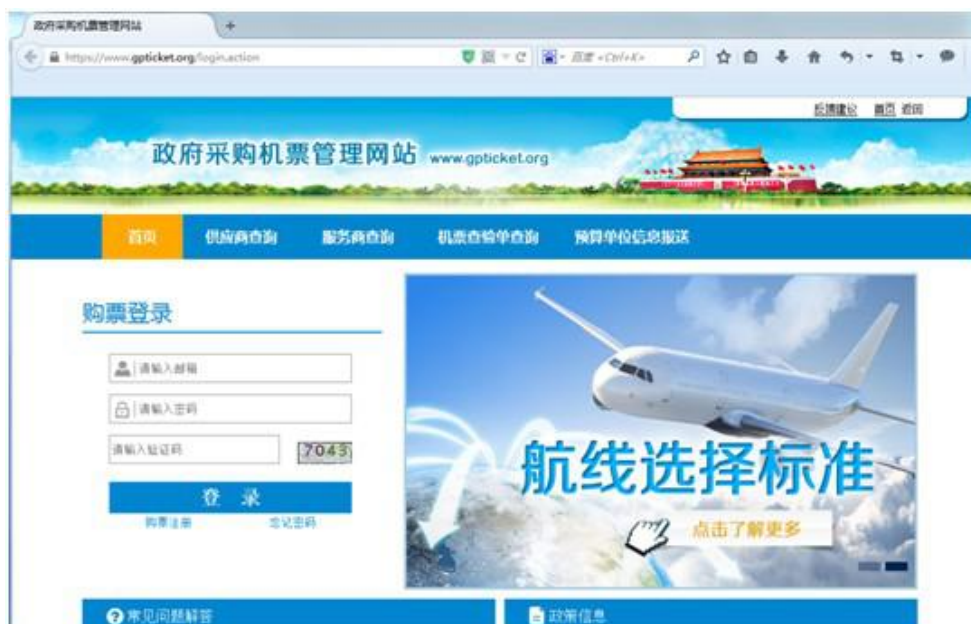 政府采购机票管理网站
https://www.gpticket.org/login.action
百度 <Ctrl+K>
反馈建议 首页 返回
政府采购机票管理网站 www.gpticket.org
首页 供应商查询 服务商查询 机票查验单查询 预算单位信息报送
购票登录
请输入邮箱
请输入密码
请输入验证码 7043
登 录
购票注册 忘记密码
航线选择标准
点击了解更多
常见问题解答 政策信息